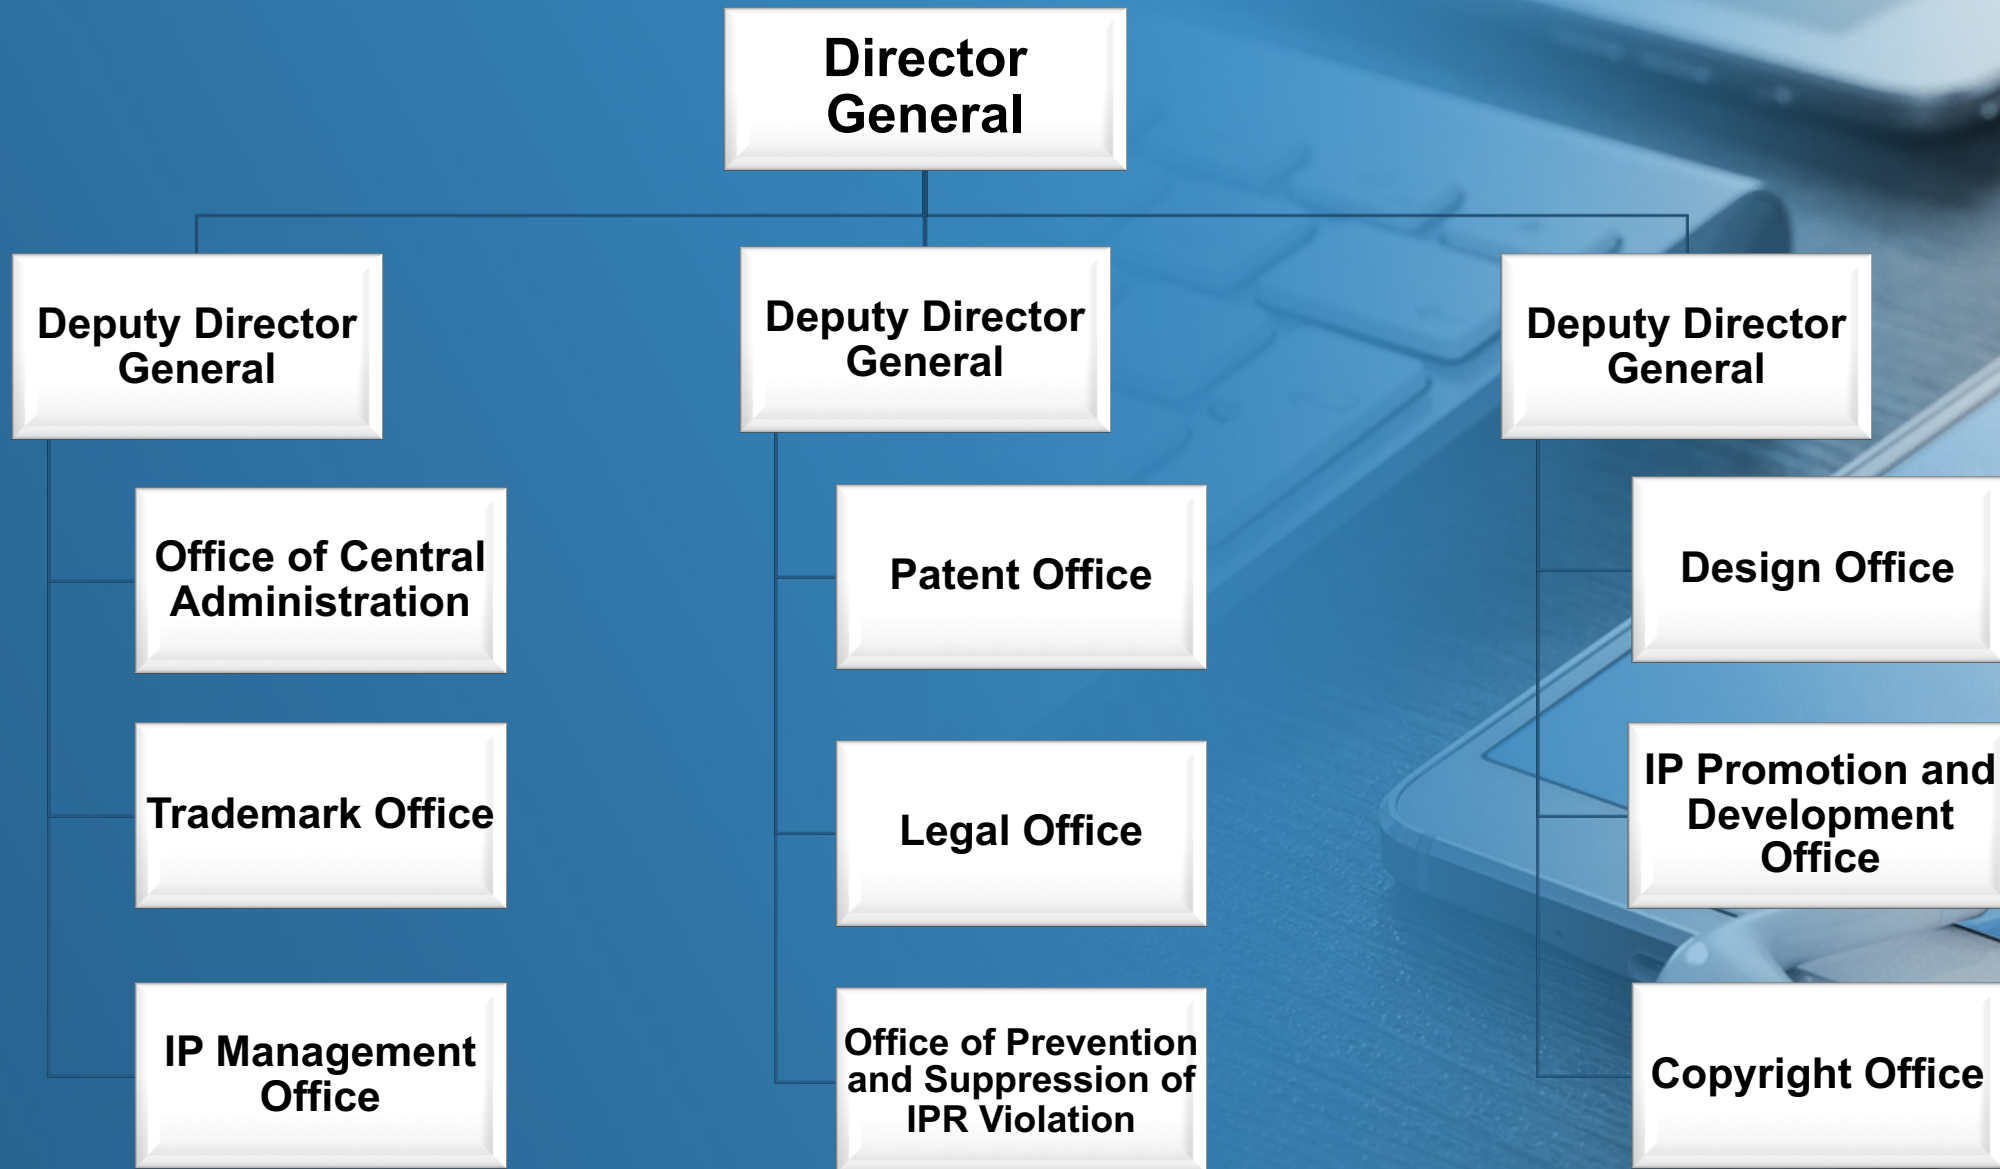 Director
General
Deputy Director
General
Deputy Director
General
Deputy Director
General
Office of Central
Administration
Trademark Office
IP Management
Office
Patent Office
Legal Office
Office of Prevention
and Suppression of
IPR Violation
Design Office
IP Promotion and
Development
Office
Copyright Office